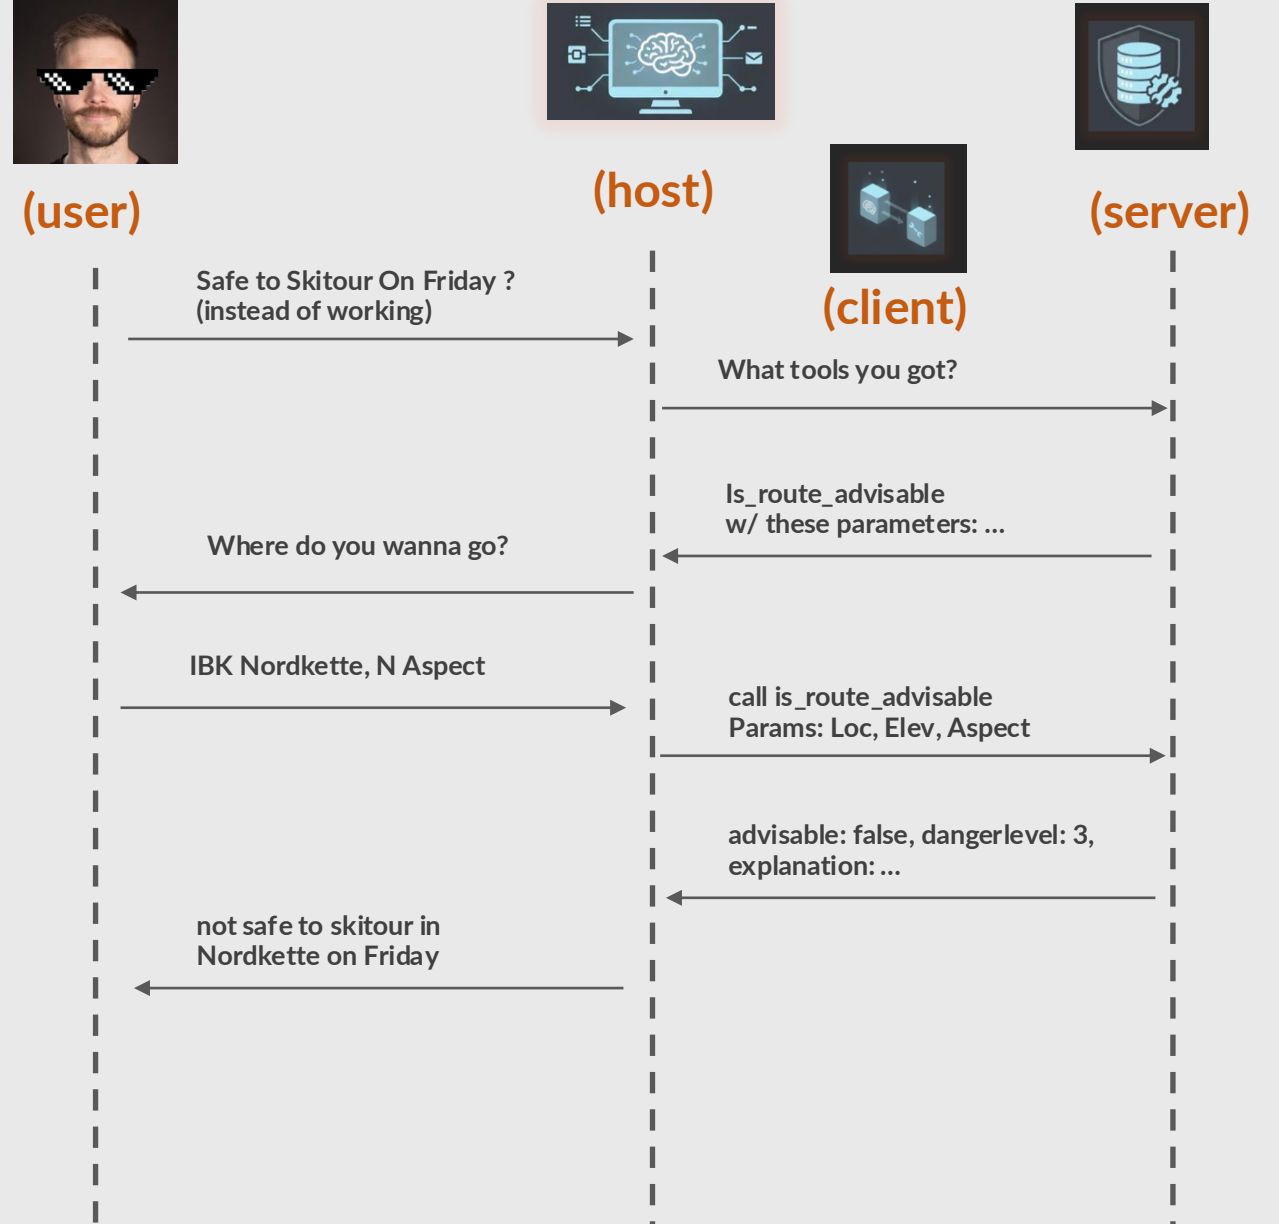 (user)
(host)
(client)
(server)
Safe to Skitour On Friday ?
(instead of working)
What tools you got?
Is_route_advisable
w/ these parameters: ...
Where do you wanna go?
IBK Nordkette, N Aspect
call is_route_advisable
Params: Loc, Elev, Aspect
advisable: false, dangerlevel: 3,
explanation: ...
not safe to skitour in
Nordkette on Friday